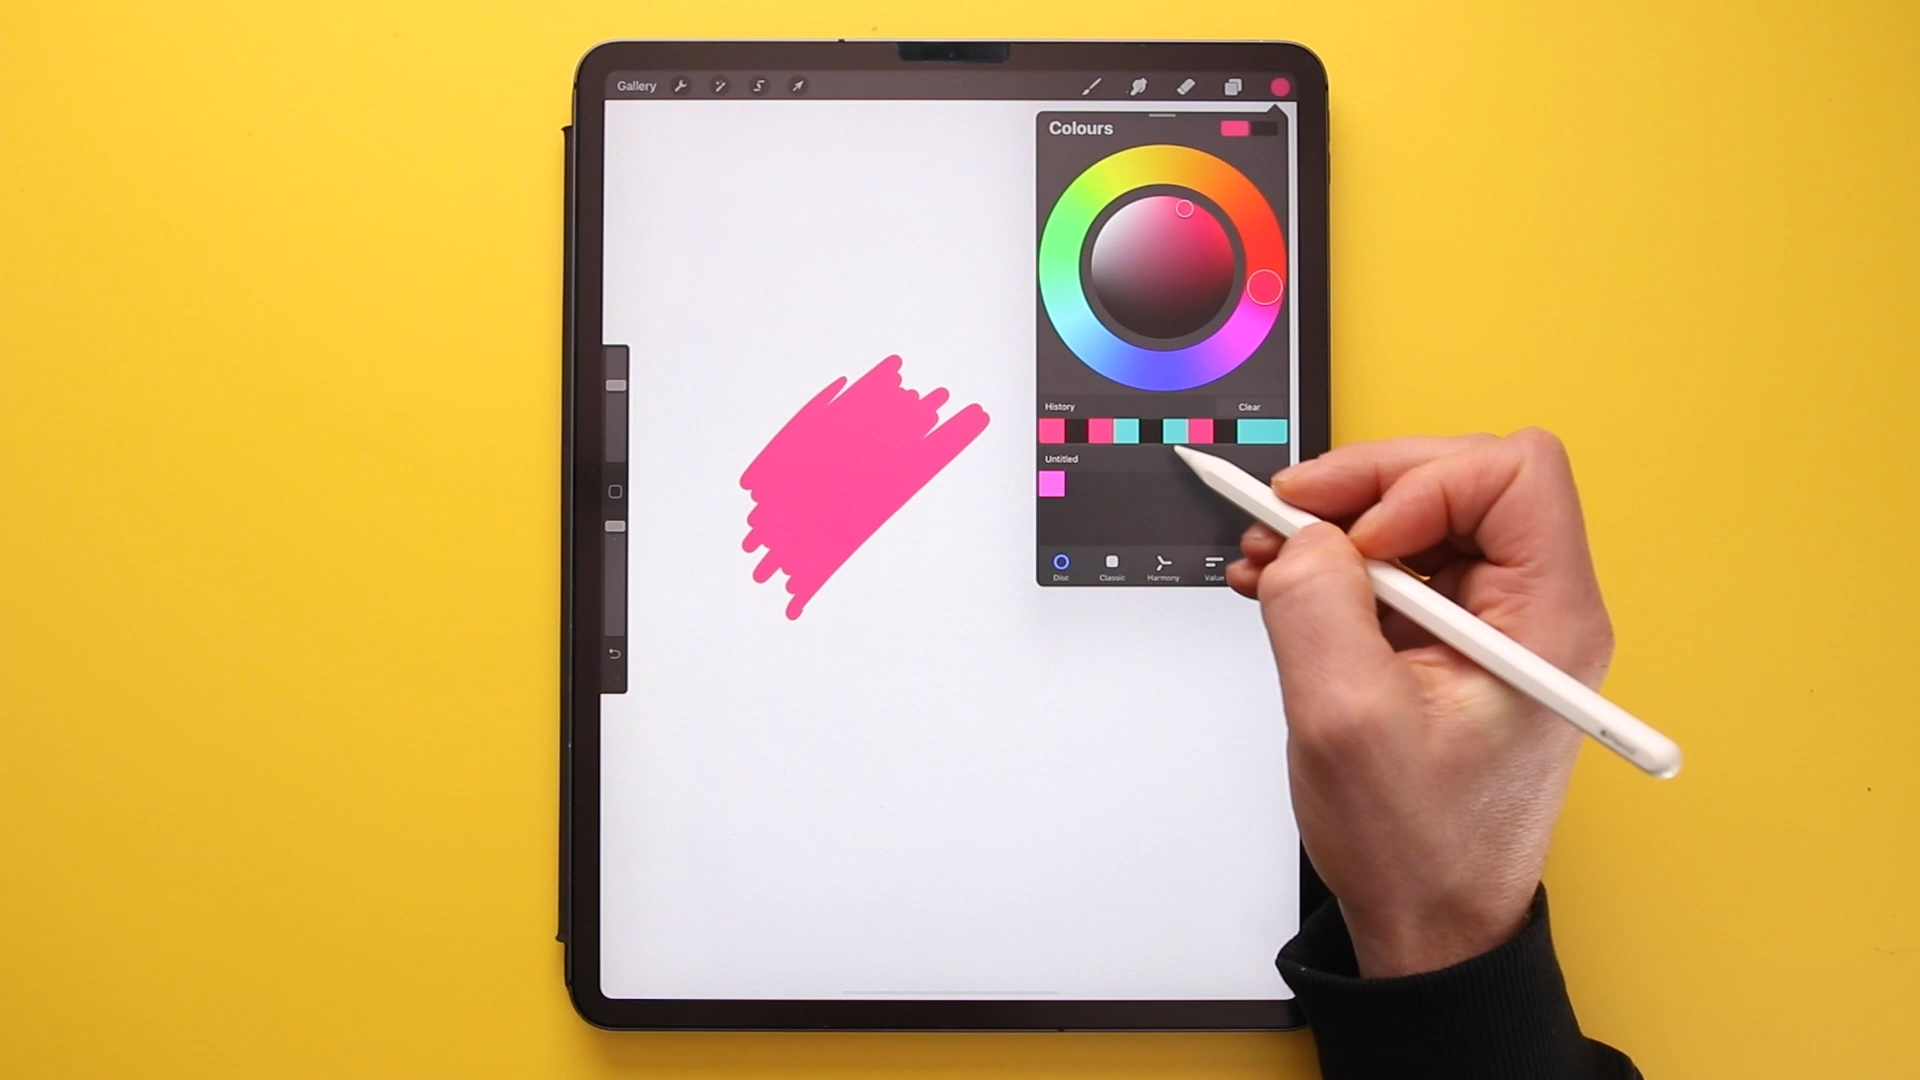 Gallery
Colours
History Clear
Untitled
Disc Classic Harmony Value